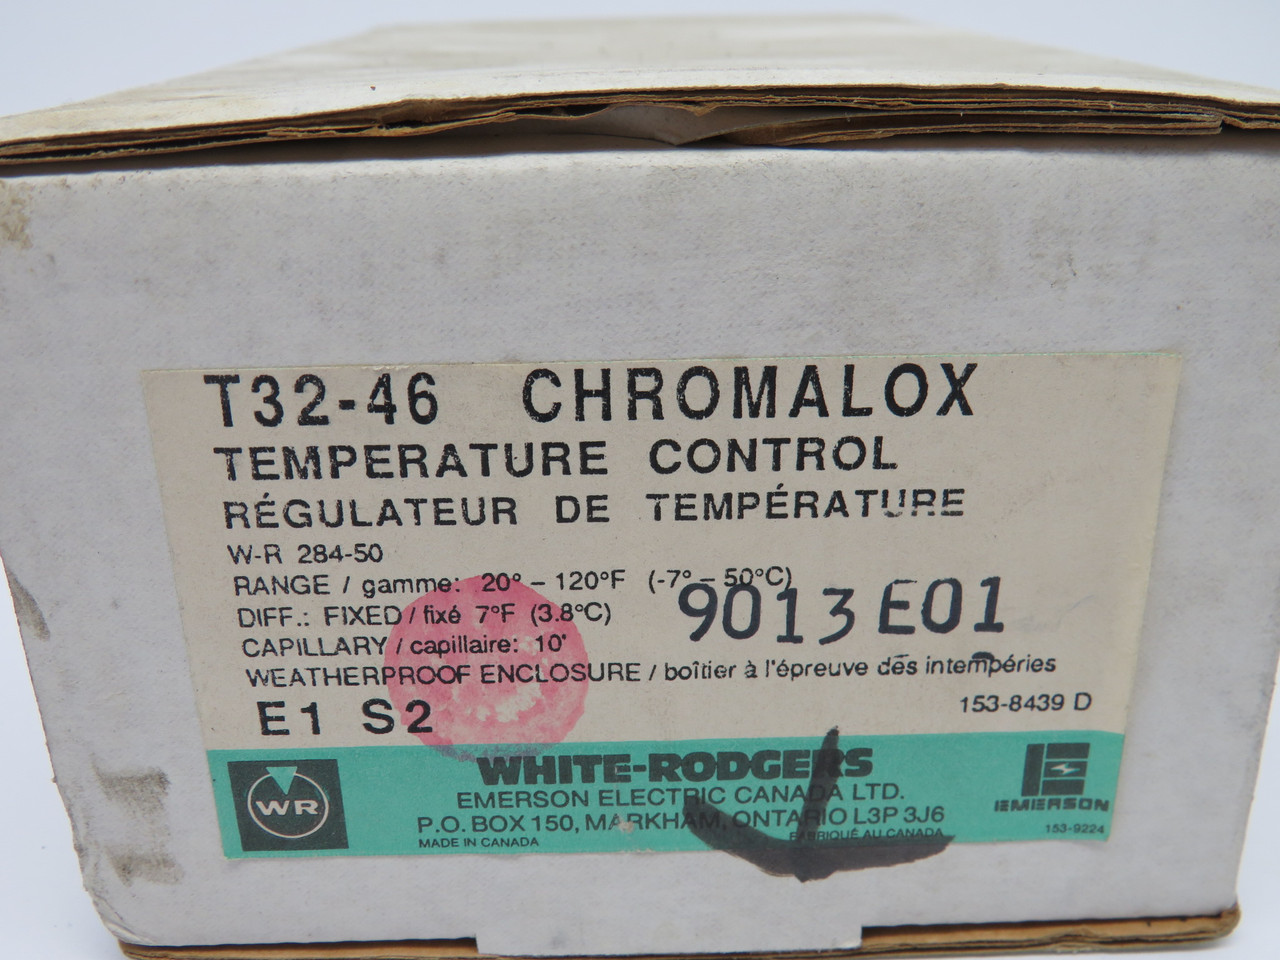 T32-46 CHROMALOX
TEMPERATURE CONTROL
RÉGULATEUR DE TEMPÉRATURE
W-R 284-50
RANGE / gamme: 20° – 120°F (-7° – 50°C)
DIFF.: FIXED / fixé 7°F (3.8°C)
9013E01
CAPILLARY / capillaire: 10'
WEATHERPROOF ENCLOSURE / boîtier à l'épreuve des intempéries
E1 S2
153-8439 D
WR
WHITE-RODGERS
EMERSON ELECTRIC CANADA LTD.
P.O. BOX 150, MARKHAM, ONTARIO L3P 3J6
MADE IN CANADA
FABRIQUÉ AU CANADA
EMERSON
153-9224